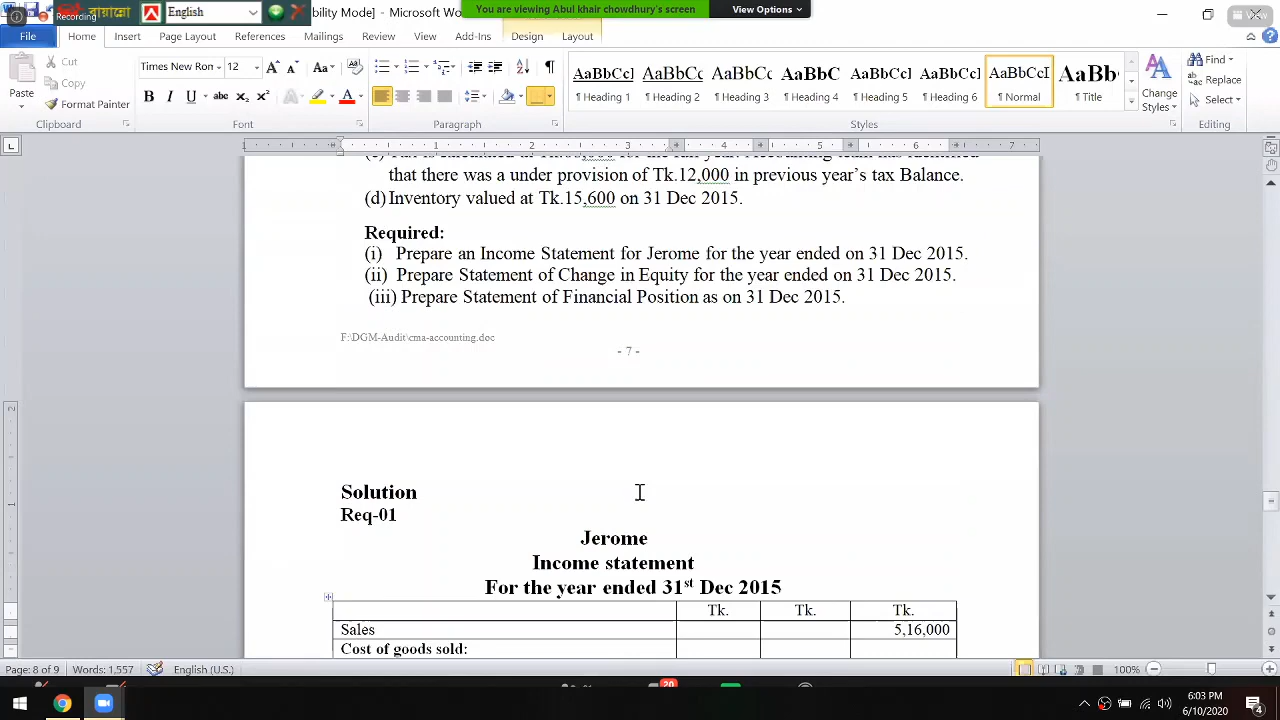 Recording
বায়ান্নো
English
bility Mode] - Microsoft Wo
You are viewing Abul khair chowdhury's screen
View Options
View
File Home Insert Page Layout References Mailings Review View Add-Ins Design Layout
Paste
Cut
Copy
Format Painter
Clipboard
Times New Ron 12
Font
Paragraph
AaBbCcI AaBbCcI AaBbCc AaBbC AaBbCcI AaBbCcI AaBbCcI AaBb
¶ Heading 1 ¶ Heading 2 ¶ Heading 3 ¶ Heading 4 ¶ Heading 5 ¶ Heading 6 ¶ Normal ¶ Title
Styles
Change Styles
Find
Replace
Select
Editing
that there was a under provision of Tk.12,000 in previous year's tax Balance.
(d) Inventory valued at Tk.15,600 on 31 Dec 2015.
Required:
(i) Prepare an Income Statement for Jerome for the year ended on 31 Dec 2015.
(ii) Prepare Statement of Change in Equity for the year ended on 31 Dec 2015.
(iii) Prepare Statement of Financial Position as on 31 Dec 2015.
F:\DGM-Audit\cma-accounting.doc
- 7 -
Solution
Req-01
Jerome
Income statement
For the year ended 31st Dec 2015
Tk. Tk. Tk.
Sales 5,16,000
Cost of goods sold:
Page: 8 of 9 Words: 1,557 English (U.S.) 100%
20
6:03 PM
6/10/2020
4